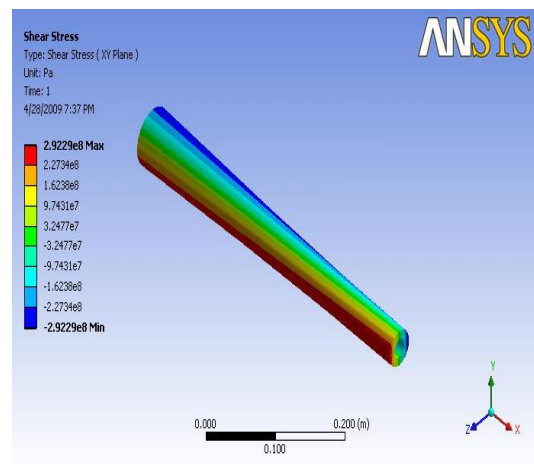 Shear Stress
Type: Shear Stress ( XY Plane )
Unit: Pa
Time: 1
4/28/2009 7:37 PM
ANSYS
2.9229e8 Max
2.2734e8
1.6238e8
9.7431e7
3.2477e7
-3.2477e7
-9.7431e7
-1.6238e8
-2.2734e8
-2.9229e8 Min
0.000 0.200 (m)
0.100
Y
Z X